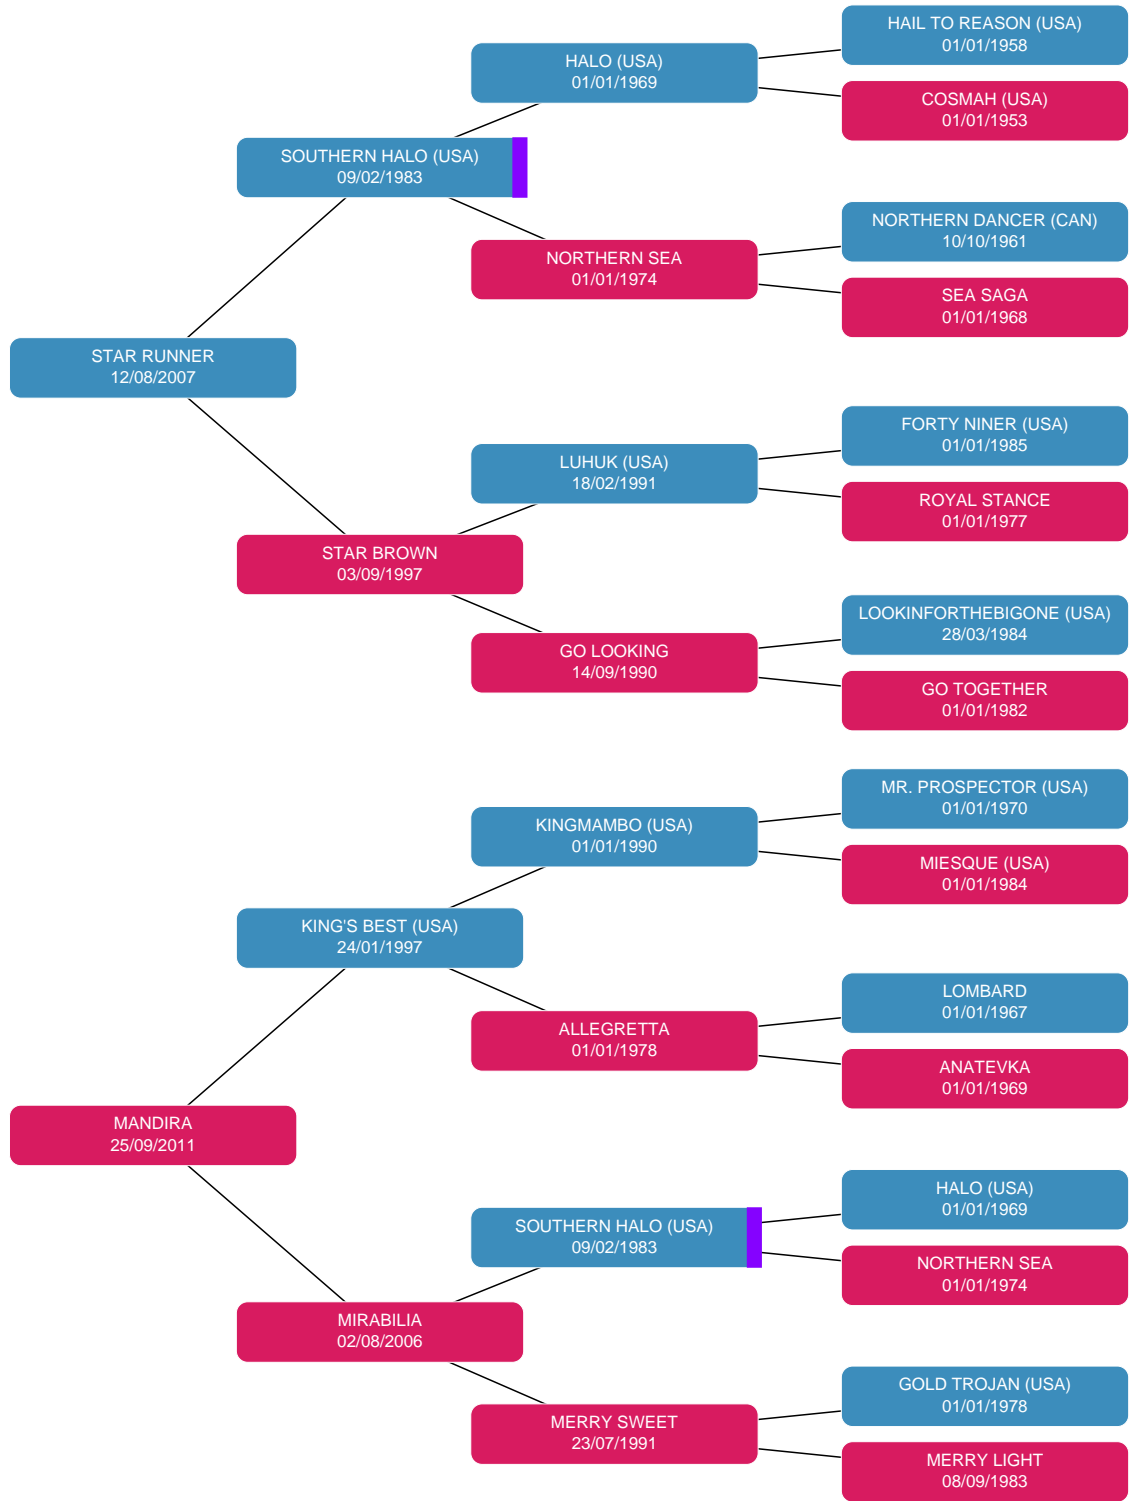 HAIL TO REASON (USA)
01/01/1958
HALO (USA)
01/01/1969
COSMAH (USA)
01/01/1953
SOUTHERN HALO (USA)
09/02/1983
NORTHERN DANCER (CAN)
10/10/1961
NORTHERN SEA
01/01/1974
SEA SAGA
01/01/1968
STAR RUNNER
12/08/2007
FORTY NINER (USA)
01/01/1985
LUHUK (USA)
18/02/1991
ROYAL STANCE
01/01/1977
STAR BROWN
03/09/1997
LOOKINFORTHEBIGONE (USA)
28/03/1984
GO LOOKING
14/09/1990
GO TOGETHER
01/01/1982
MR. PROSPECTOR (USA)
01/01/1970
KINGMAMBO (USA)
01/01/1990
MIESQUE (USA)
01/01/1984
KING'S BEST (USA)
24/01/1997
LOMBARD
01/01/1967
ALLEGRETTA
01/01/1978
ANATEVKA
01/01/1969
MANDIRA
25/09/2011
HALO (USA)
01/01/1969
SOUTHERN HALO (USA)
09/02/1983
NORTHERN SEA
01/01/1974
MIRABILIA
02/08/2006
GOLD TROJAN (USA)
01/01/1978
MERRY SWEET
23/07/1991
MERRY LIGHT
08/09/1983